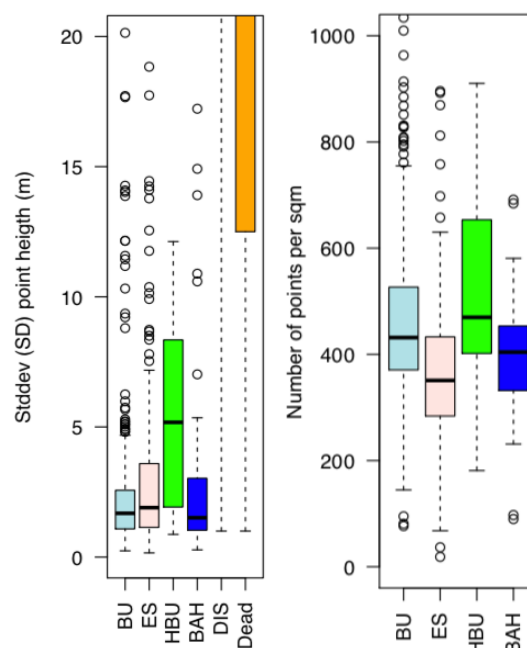 Stddev (SD) point heigth (m)
20
15
10
5
0
BU
ES
HBU
BAH
DIS
Dead
Number of points per sqm
1000
800
600
400
200
0
BU
ES
HBU
BAH